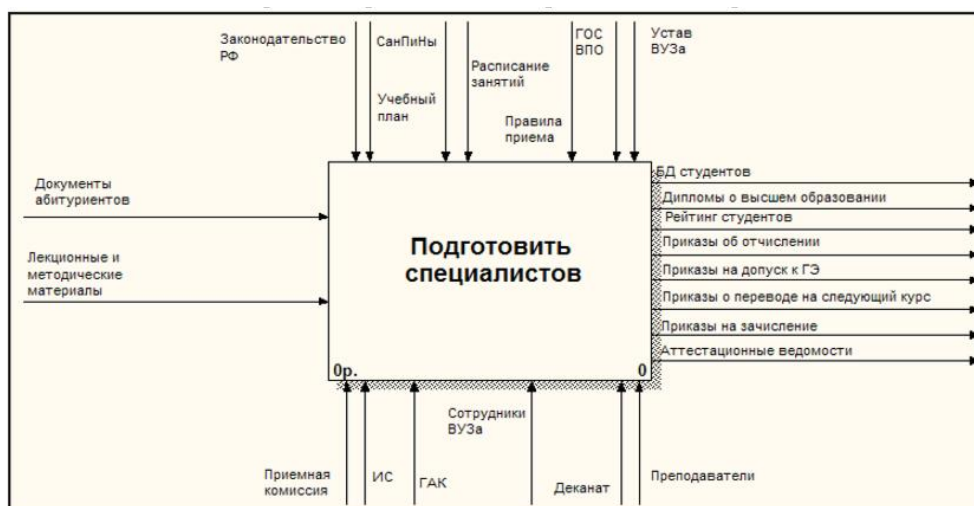 Законодательство
РФ
СанПиНы
Учебный
план
Расписание
занятий
ГОС
ВПО
Правила
приема
Устав
ВУЗа
Документы
абитуриентов
Лекционные и
методические
материалы
Подготовить
специалистов
0р.
0
БД студентов
Дипломы о высшем образовании
Рейтинг студентов
Приказы об отчислении
Приказы на допуск к ГЭ
Приказы о переводе на следующий курс
Приказы на зачисление
Аттестационные ведомости
Приемная
комиссия
ИС
ГАК
Сотрудники
ВУЗа
Деканат
Преподаватели